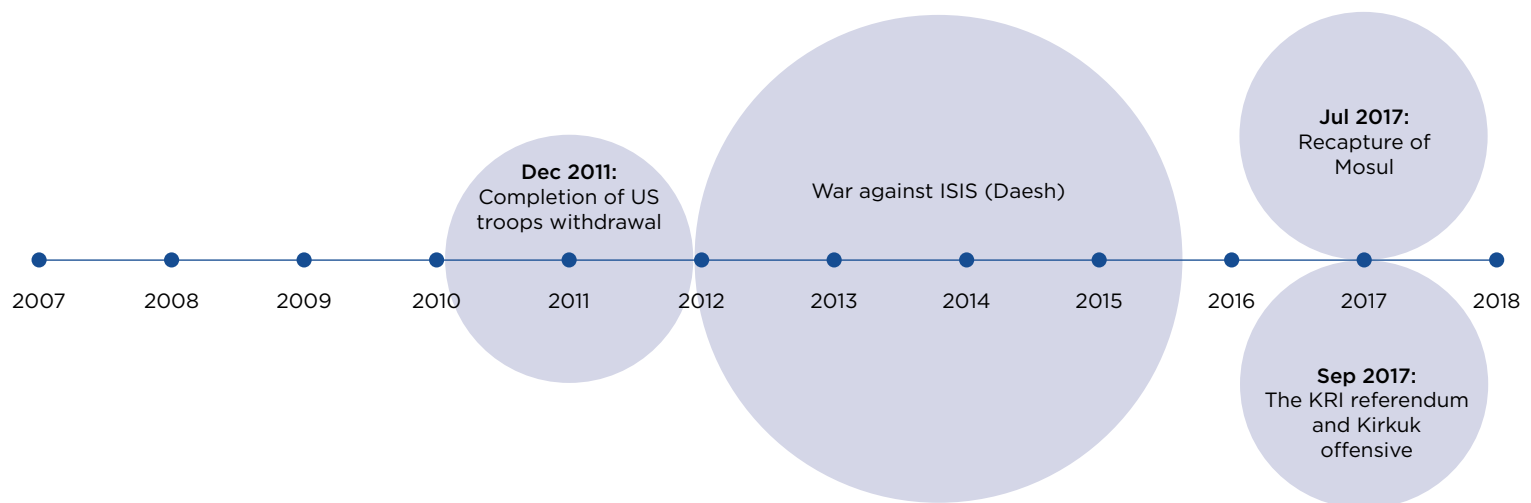 Dec 2011:
Completion of US
troops withdrawal
War against ISIS (Daesh)
Jul 2017:
Recapture of
Mosul
2007
2008
2009
2010
2011
2012
2013
2014
2015
2016
2017
2018
Sep 2017:
The KRI referendum
and Kirkuk
offensive